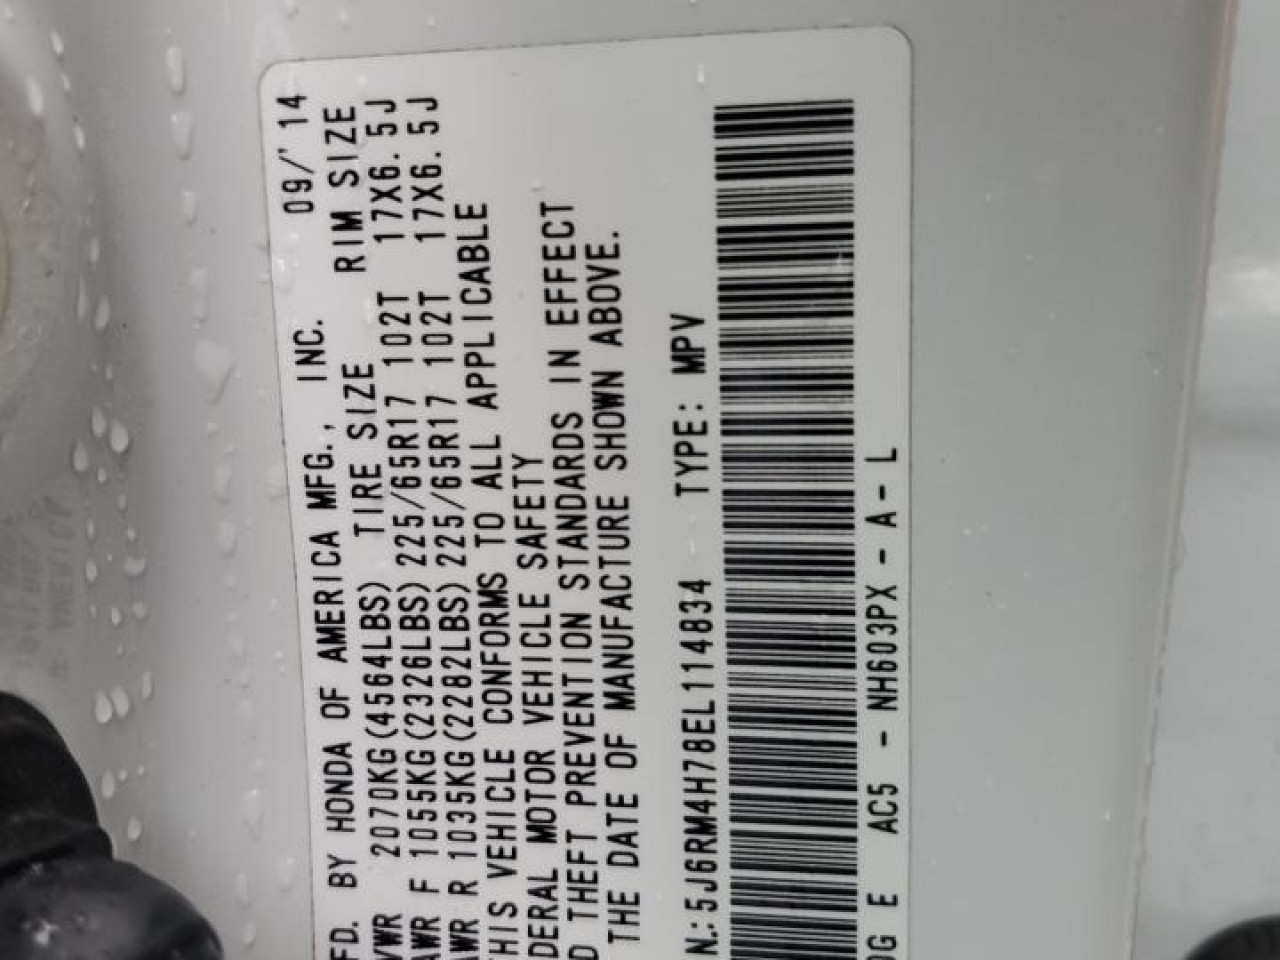 FD. BY HONDA OF AMERICA MFG., INC. 09/'14
VWR 2070KG(4564LBS) TIRE SIZE RIM SIZE
AWR F 1055KG(2326LBS) 225/65R17 102T 17X6.5J
AWR R 1035KG(2282LBS) 225/65R17 102T 17X6.5J
HIS VEHICLE CONFORMS TO ALL APPLICABLE
DERAL MOTOR VEHICLE SAFETY
D THEFT PREVENTION STANDARDS IN EFFECT
THE DATE OF MANUFACTURE SHOWN ABOVE.
N.:5J6RM4H78EL114834 TYPE: MPV
OG E AC5 - NH603PX - A - L